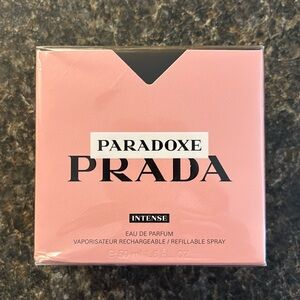 PARADOXE
PRADA
INTENSE
EAU DE PARFUM
VAPORISATEUR RECHARGEABLE / REFILLABLE SPRAY